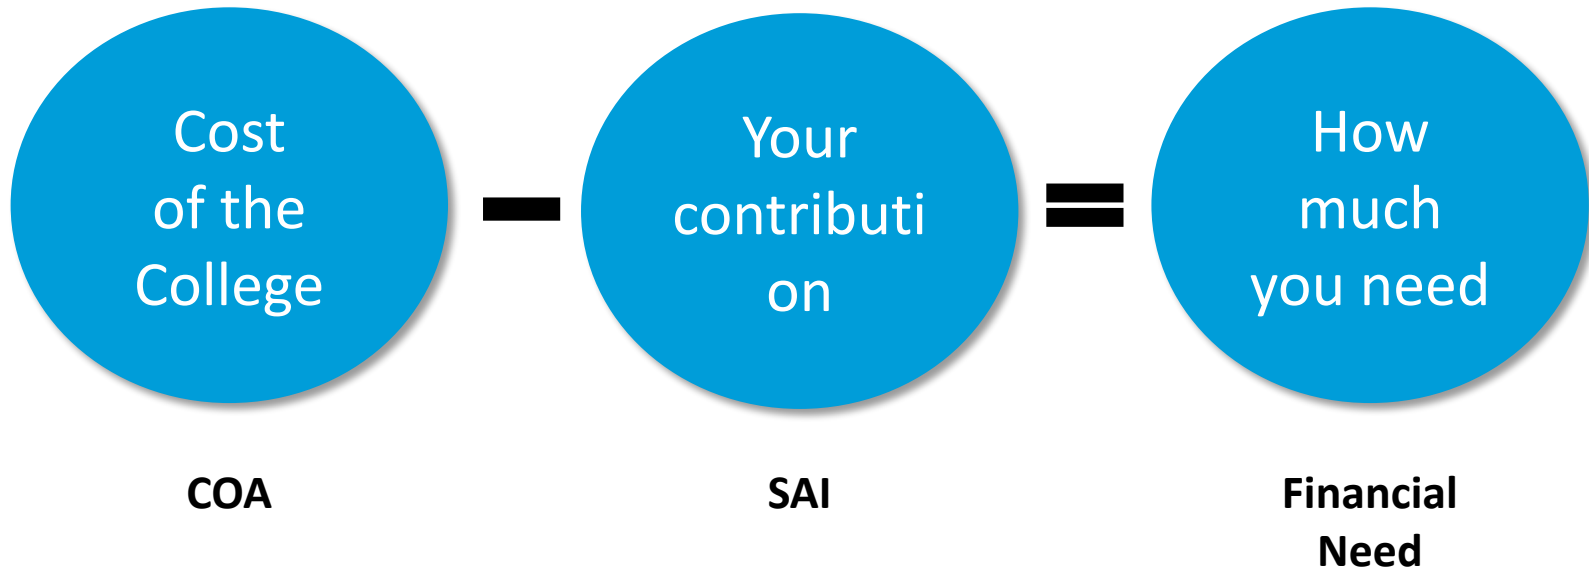 Cost
of the
College
Your
contributi
on
How
much
you need
COA
SAI
Financial
Need